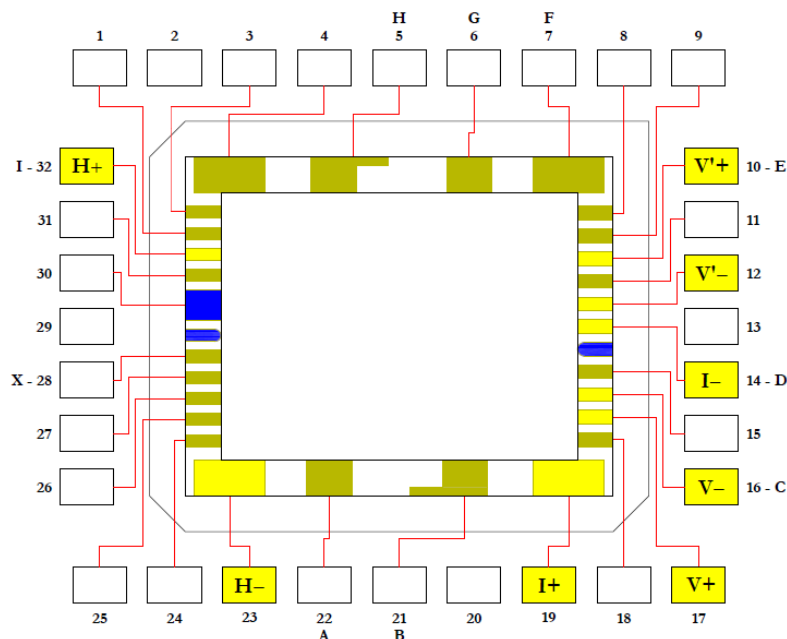 H G F
1 2 3 4 5 6 7 8 9
I - 32 H+ V'+ 10 - E
31 11
30 V'− 12
29 13
X - 28 I− 14 - D
27 15
26 V− 16 - C
H− I+ V+
25 24 23 22 21 20 19 18 17
A B